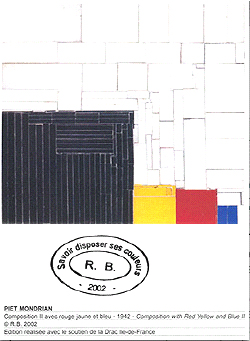 Savoir disposer ses couleurs
R. B.
- 2002 -
PIET MONDRIAN
Composition II avec rouge jaune et bleu - 1942 - Composition with Red Yellow and Blue II
© R.B. 2002
Edition réalisée avec le soutien de la Drac Ile-de-France